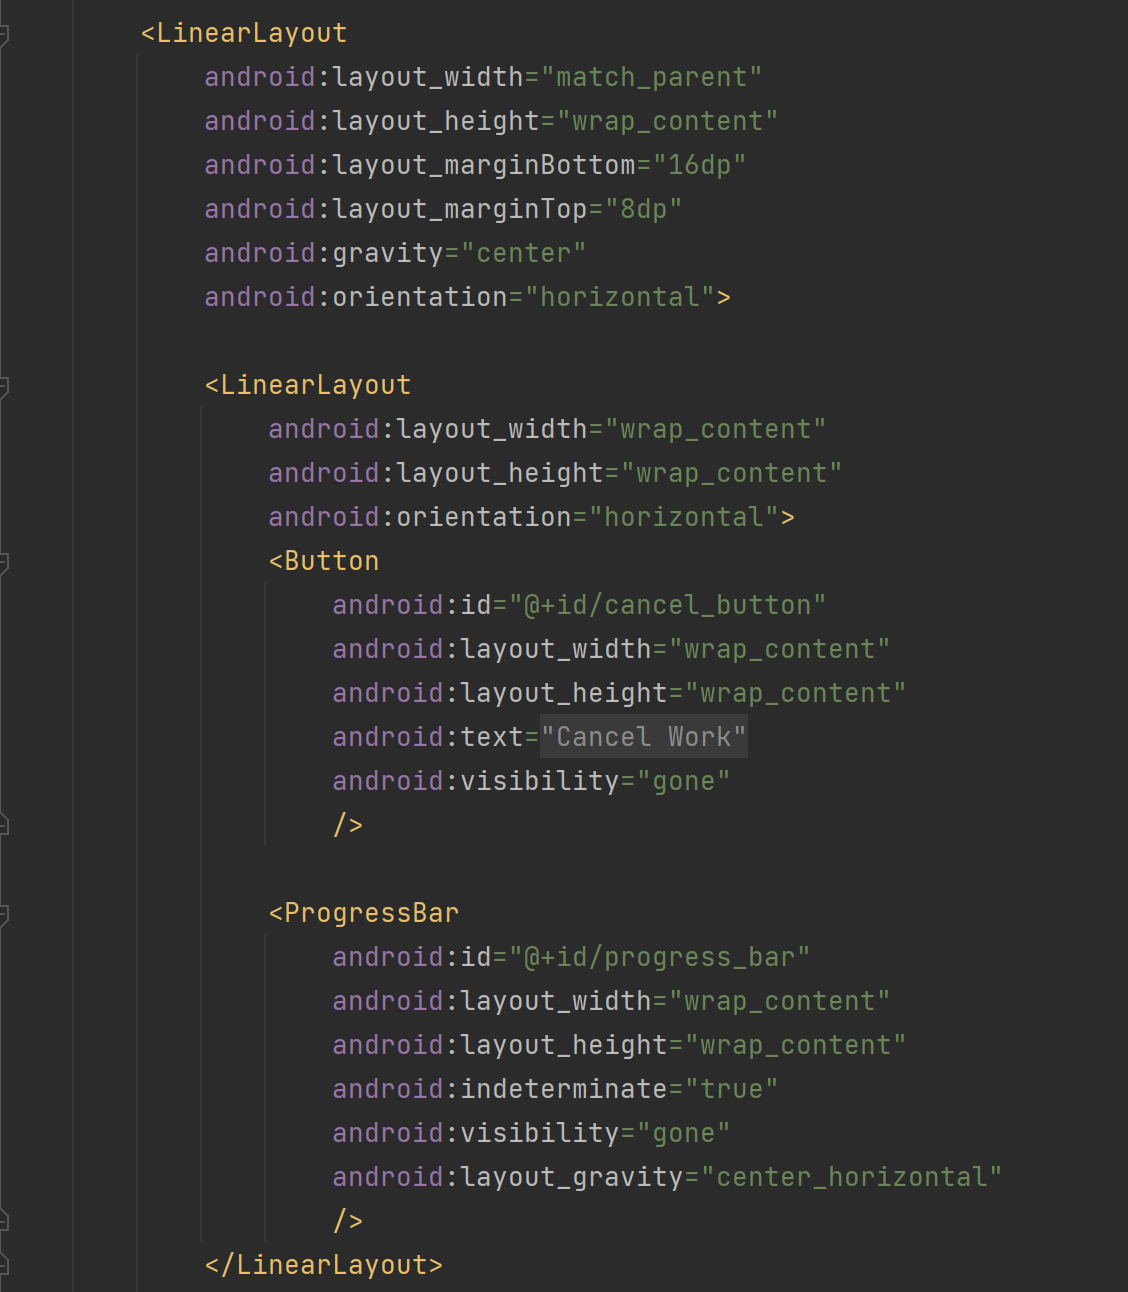 <LinearLayout
android:layout_width="match_parent"
android:layout_height="wrap_content"
android:layout_marginBottom="16dp"
android:layout_marginTop="8dp"
android:gravity="center"
android:orientation="horizontal">
<LinearLayout
android:layout_width="wrap_content"
android:layout_height="wrap_content"
android:orientation="horizontal">
<Button
android:id="@+id/cancel_button"
android:layout_width="wrap_content"
android:layout_height="wrap_content"
android:text="Cancel Work"
android:visibility="gone"
/>
<ProgressBar
android:id="@+id/progress_bar"
android:layout_width="wrap_content"
android:layout_height="wrap_content"
android:indeterminate="true"
android:visibility="gone"
android:layout_gravity="center_horizontal"
/>
</LinearLayout>